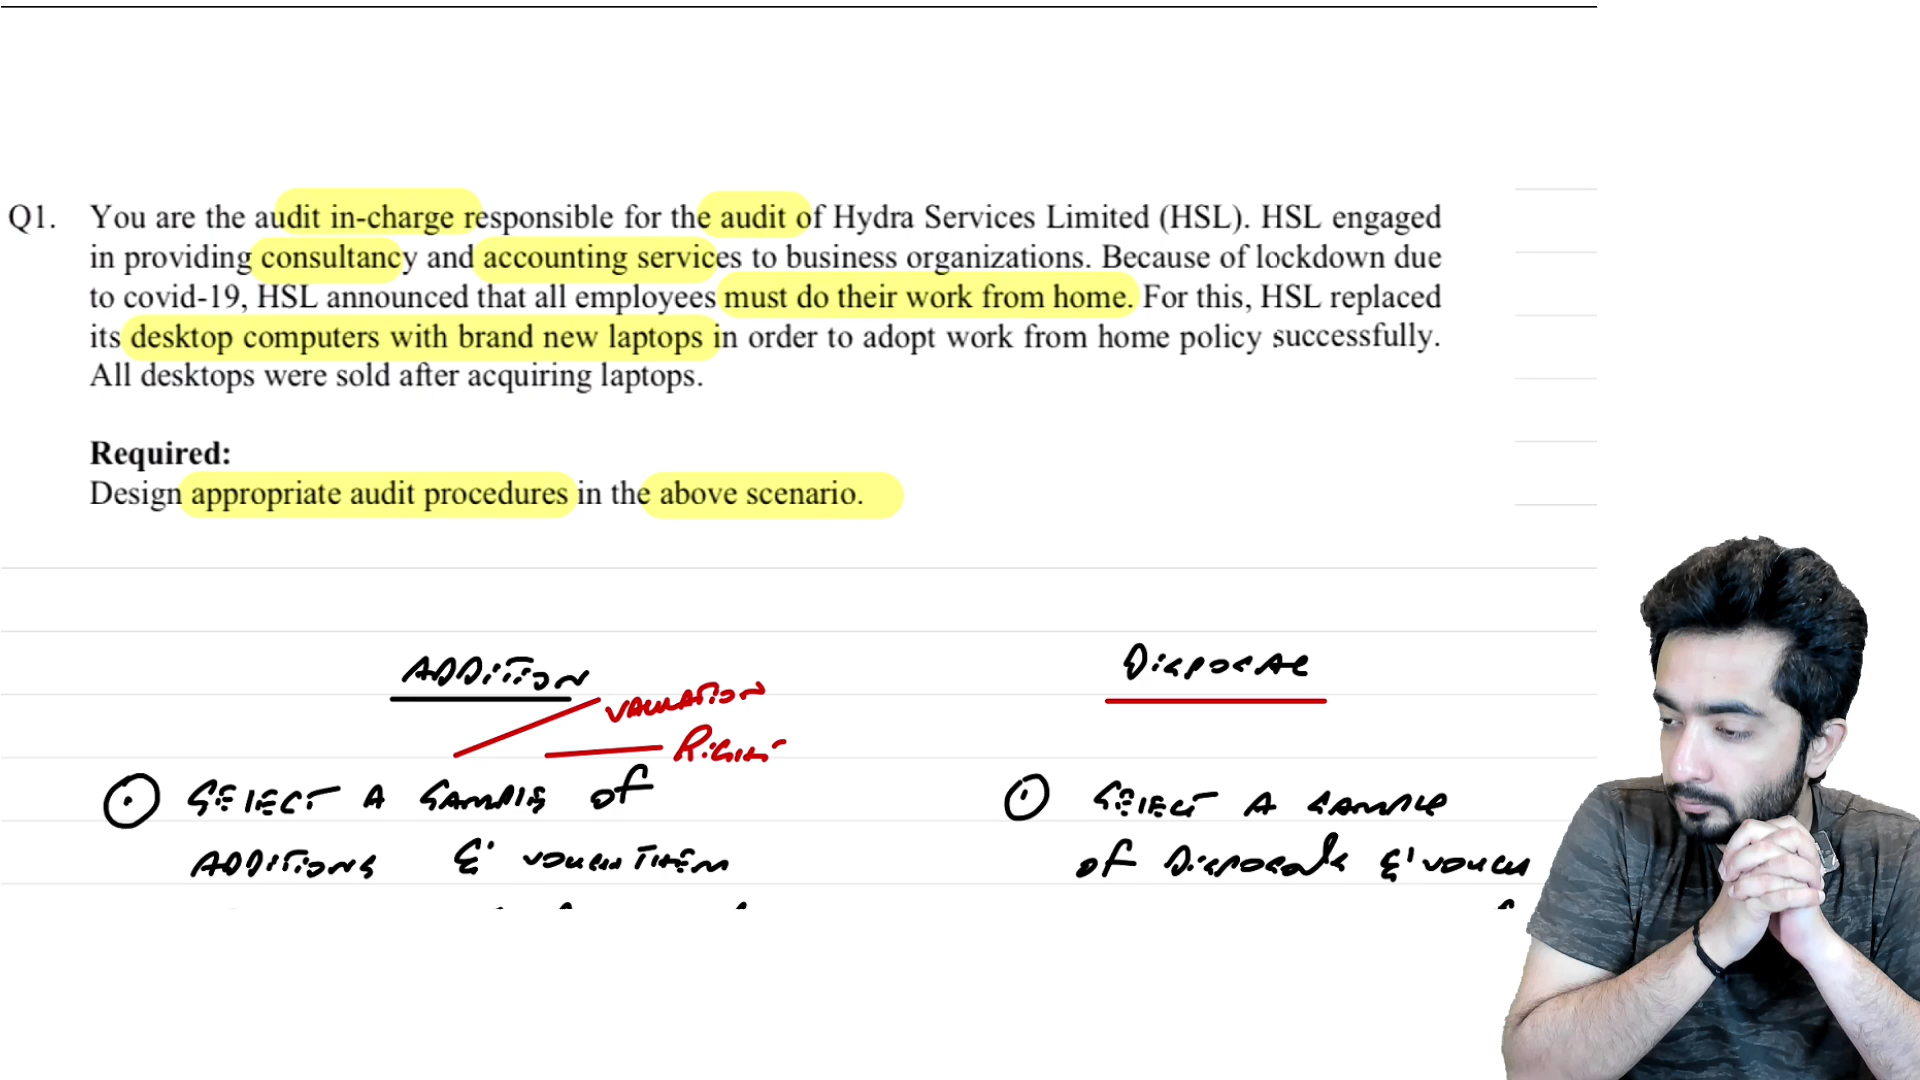 Q1. You are the audit in-charge responsible for the audit of Hydra Services Limited (HSL). HSL engaged
in providing consultancy and accounting services to business organizations. Because of lockdown due
to covid-19, HSL announced that all employees must do their work from home. For this, HSL replaced
its desktop computers with brand new laptops in order to adopt work from home policy successfully.
All desktops were sold after acquiring laptops.
Required:
Design appropriate audit procedures in the above scenario.
ADDITION
DISPOSAL
VALUATION
RIGHTS
① SELECT A SAMPLE of
ADDITIONS & VOUCH THEM
① SELECT A SAMPLE
of DISPOSALS & VOUCH